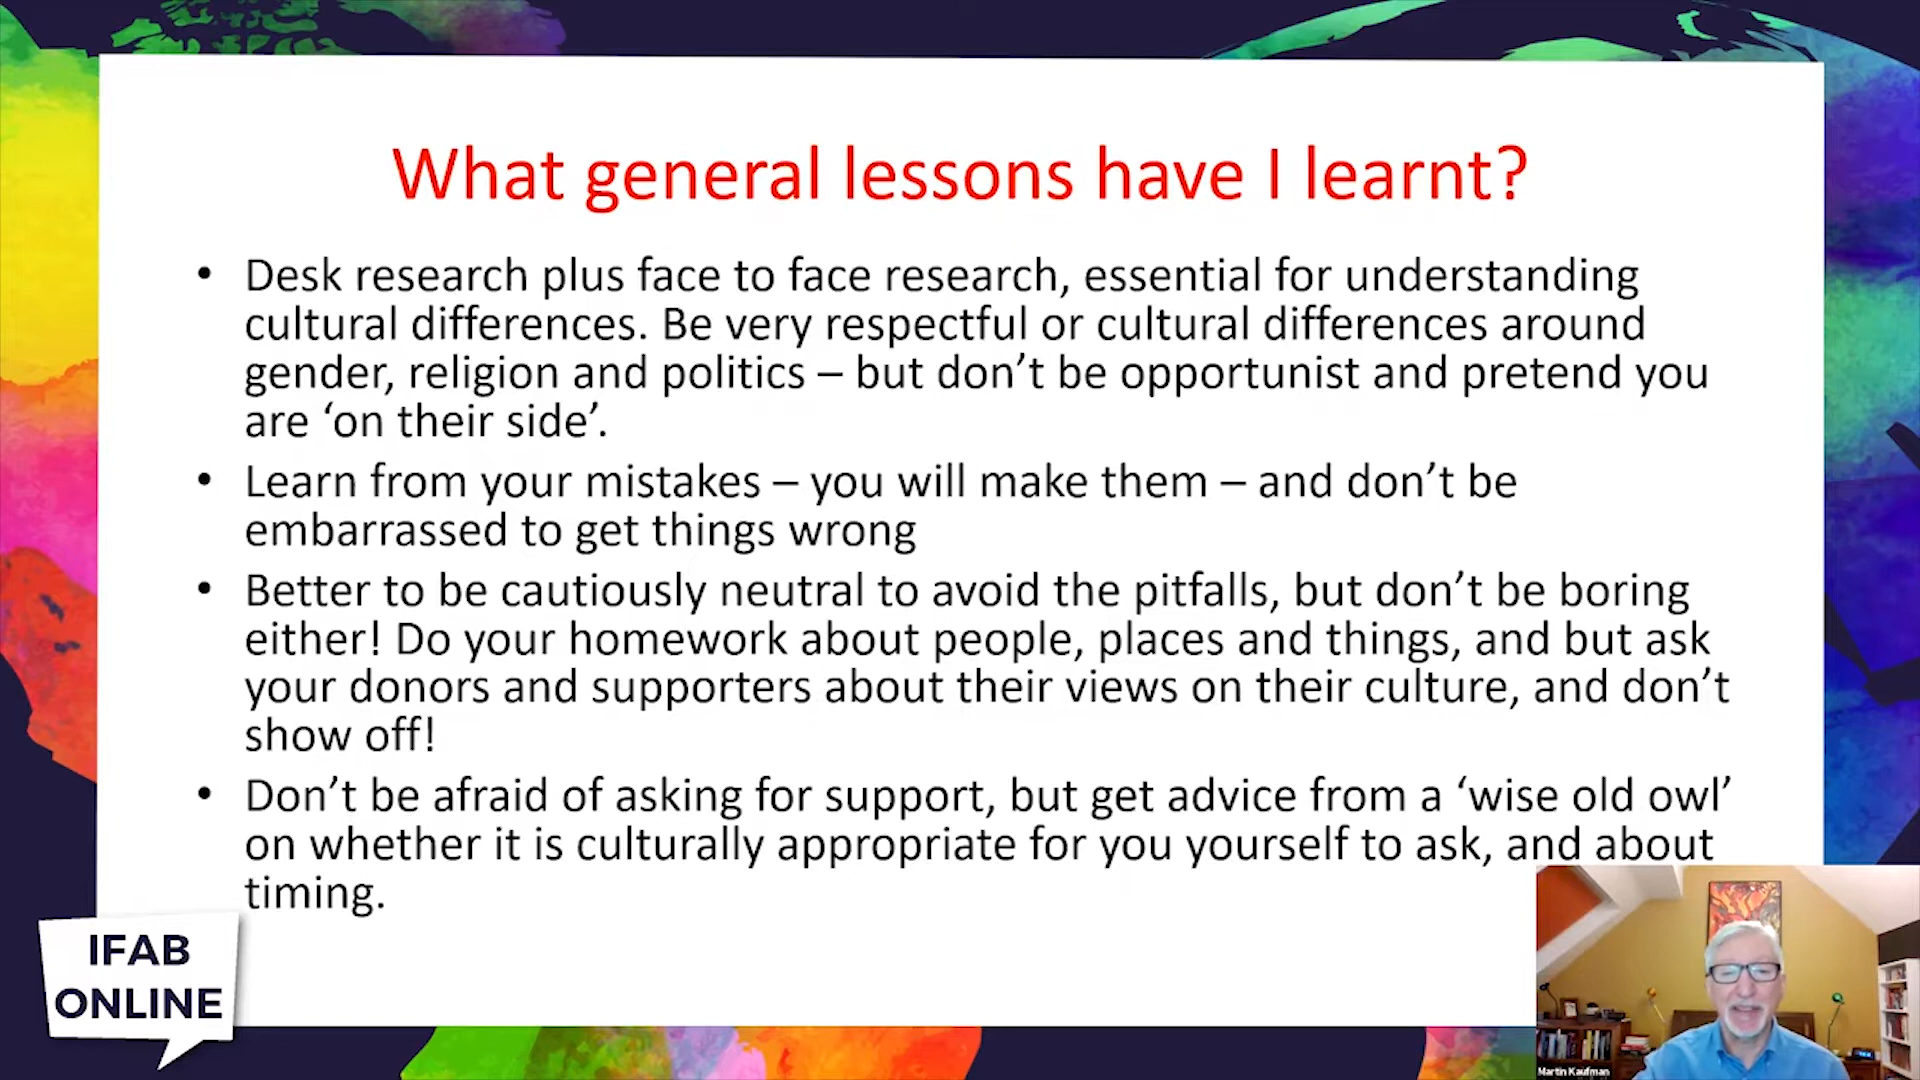 What general lessons have I learnt?
• Desk research plus face to face research, essential for understanding
cultural differences. Be very respectful or cultural differences around
gender, religion and politics – but don’t be opportunist and pretend you
are ‘on their side’.
• Learn from your mistakes – you will make them – and don’t be
embarrassed to get things wrong
• Better to be cautiously neutral to avoid the pitfalls, but don’t be boring
either! Do your homework about people, places and things, and but ask
your donors and supporters about their views on their culture, and don’t
show off!
• Don’t be afraid of asking for support, but get advice from a ‘wise old owl’
on whether it is culturally appropriate for you yourself to ask, and about
timing.
IFAB
ONLINE
Martin Kaufman